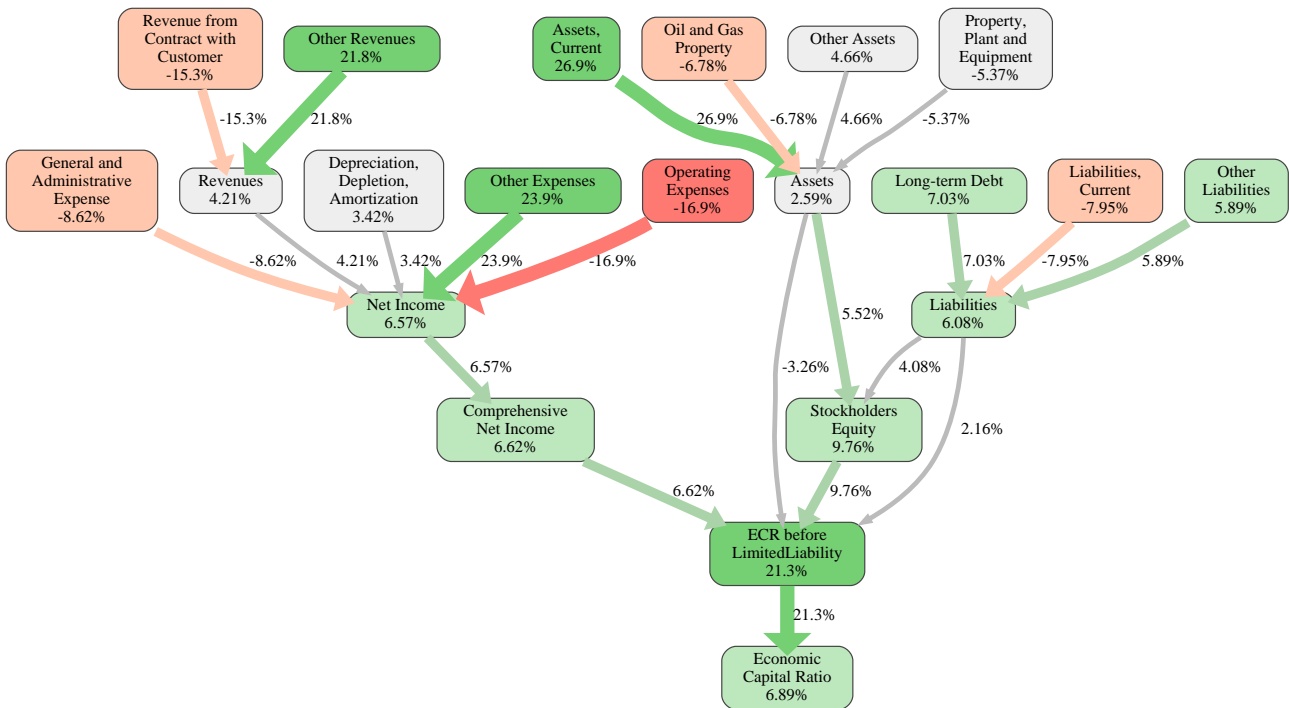 Revenue from
Contract with
Customer
-15.3%
Other Revenues
21.8%
Assets,
Current
26.9%
Oil and Gas
Property
-6.78%
Other Assets
4.66%
Property,
Plant and
Equipment
-5.37%
-15.3%
21.8%
26.9%
-6.78%
4.66%
-5.37%
General and
Administrative
Expense
-8.62%
Revenues
4.21%
Depreciation,
Depletion,
Amortization
3.42%
Other Expenses
23.9%
Operating
Expenses
-16.9%
Assets
2.59%
Long-term Debt
7.03%
Liabilities,
Current
-7.95%
Other
Liabilities
5.89%
-8.62%
4.21%
3.42%
23.9%
-16.9%
7.03%
-7.95%
5.89%
Net Income
6.57%
5.52%
Liabilities
6.08%
6.57%
-3.26%
4.08%
Comprehensive
Net Income
6.62%
Stockholders
Equity
9.76%
2.16%
6.62%
9.76%
ECR before
LimitedLiability
21.3%
21.3%
Economic
Capital Ratio
6.89%